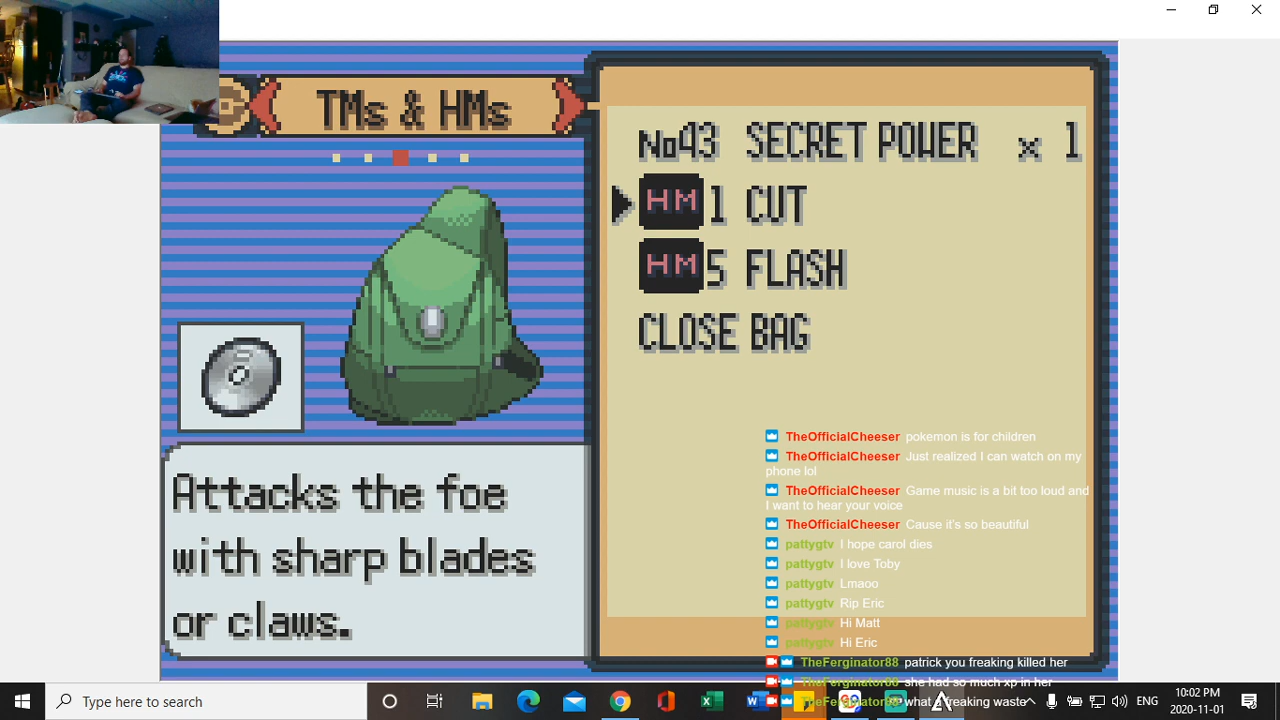 TMs & HMs
No43 SECRET POWER x 1
HM1 CUT
HM5 FLASH
CLOSE BAG
Attacks the foe
with sharp blades
or claws.
TheOfficialCheeser pokemon is for children
TheOfficialCheeser Just realized I can watch on my
phone lol
TheOfficialCheeser Game music is a bit too loud and
I want to hear your voice
TheOfficialCheeser Cause it's so beautiful
pattygtv I hope carol dies
pattygtv I love Toby
pattygtv Lmaoo
pattygtv Rip Eric
pattygtv Hi Matt
pattygtv Hi Eric
TheFerginator88 patrick you freaking killed her
TheFerginator88 she had so much xp in her
TheFerginator88 what a freaking waste
Type here to search
ENG
10:02 PM
2020-11-01